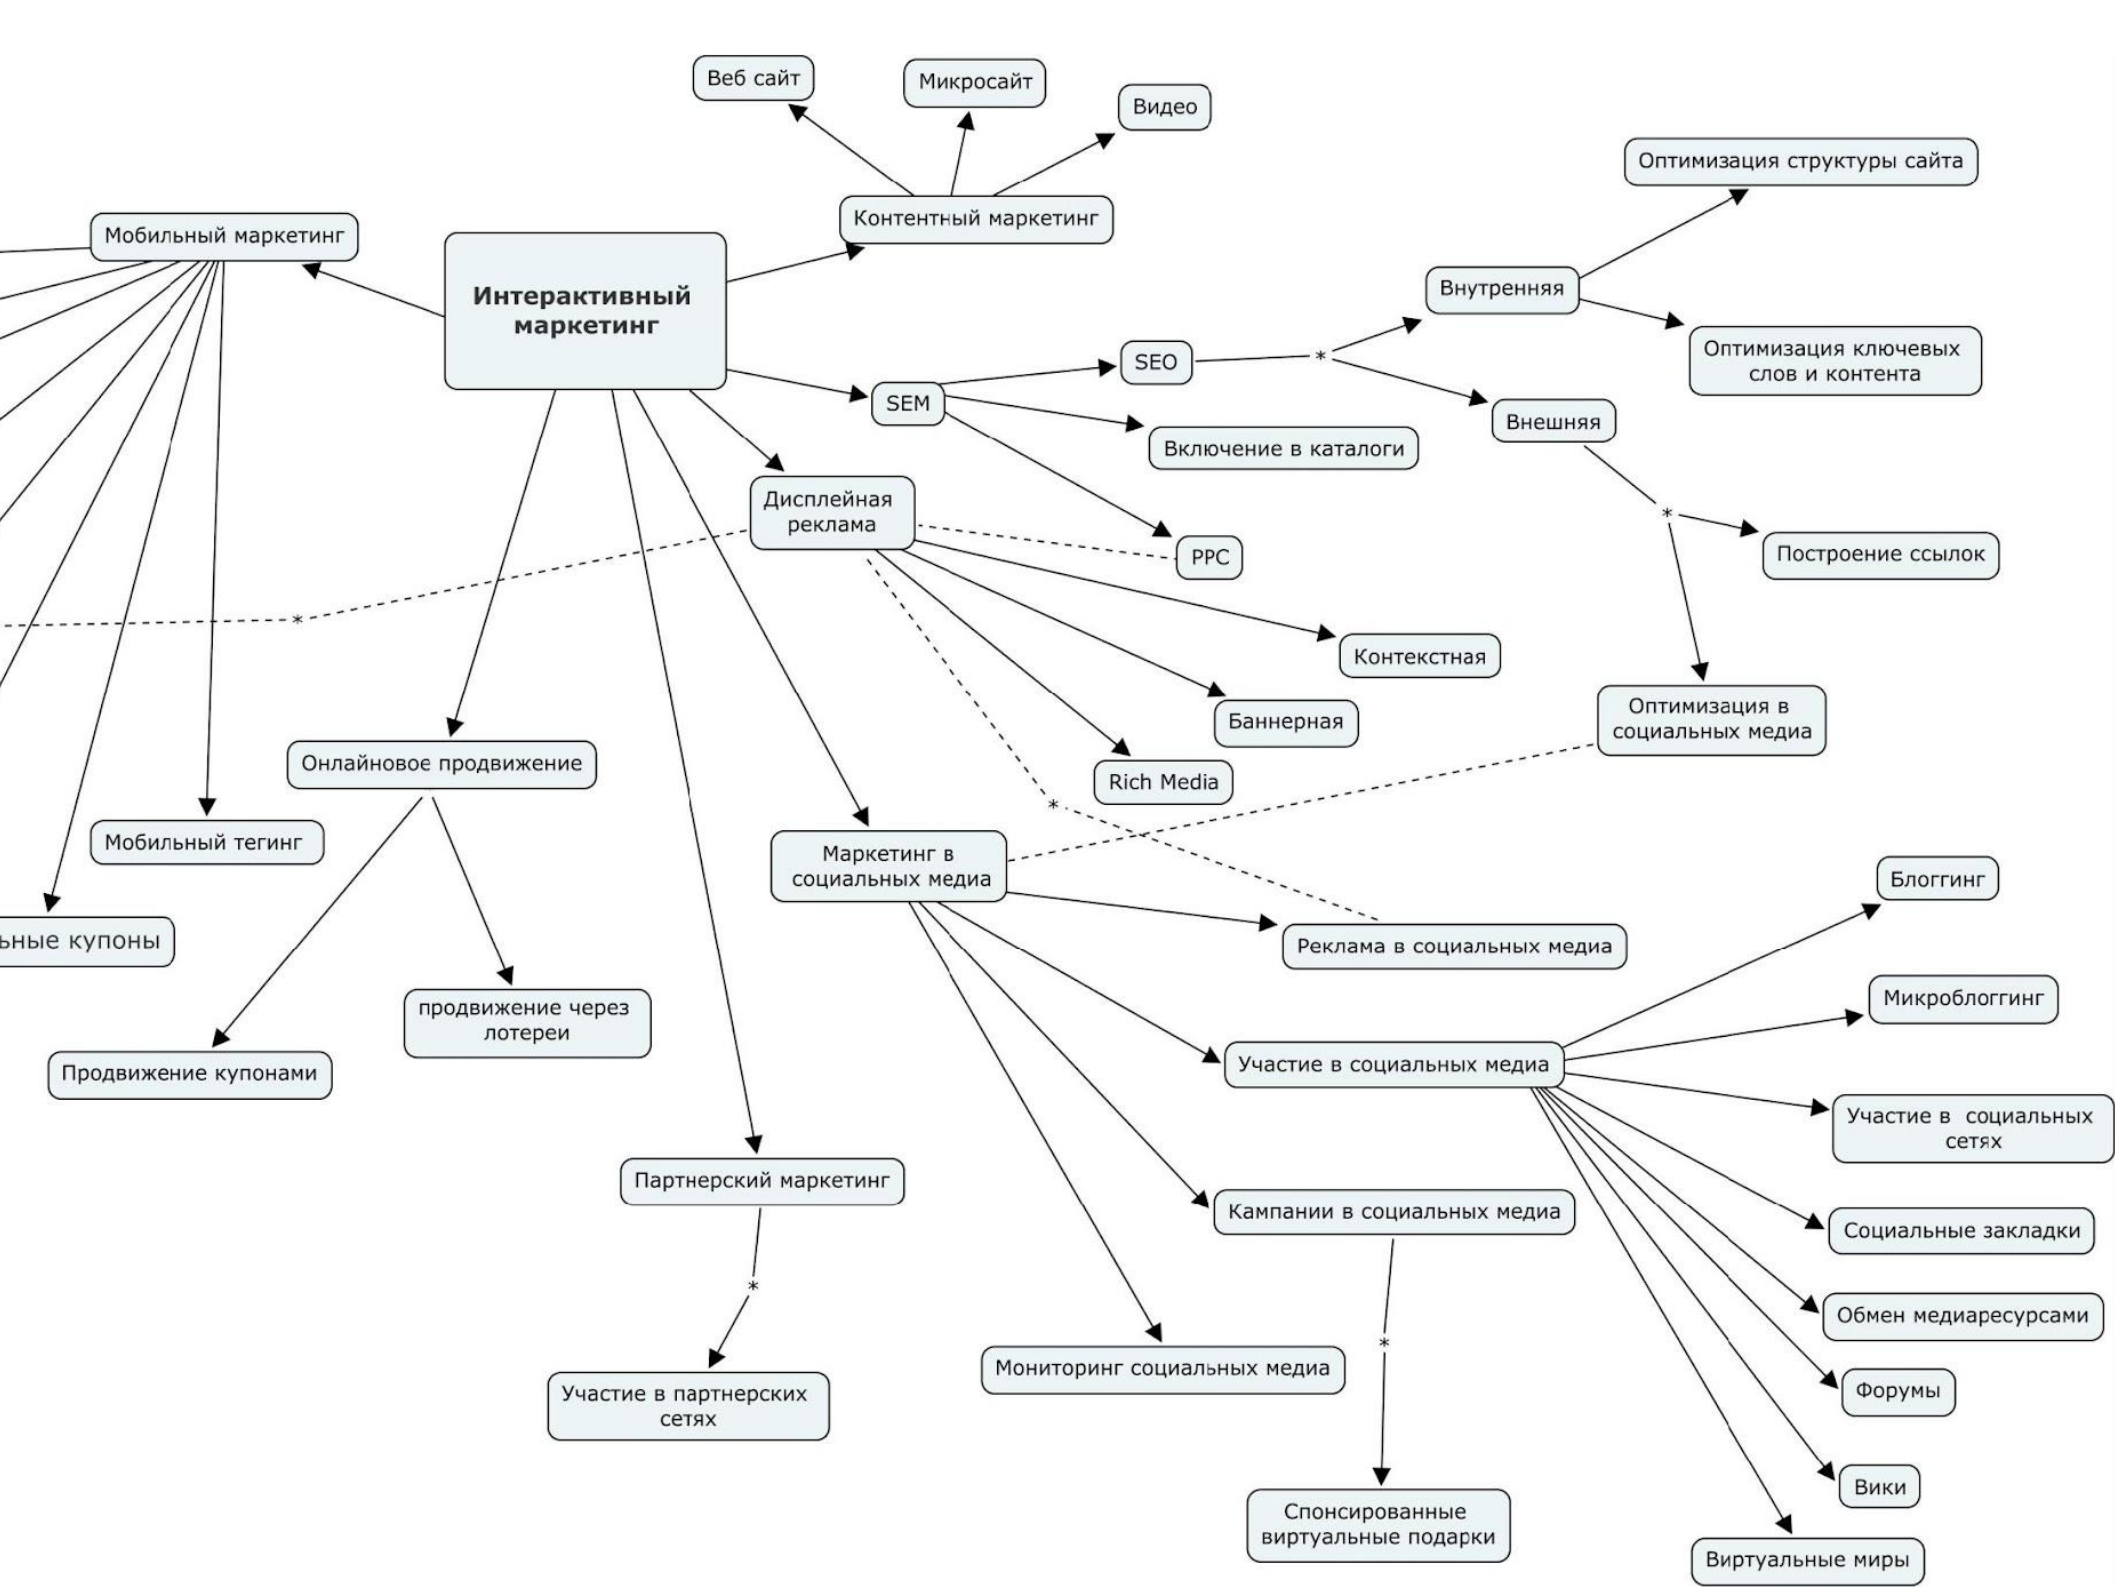 Веб сайт
Микросайт
Видео
Оптимизация структуры сайта
Контентный маркетинг
Мобильный маркетинг
Интерактивный
маркетинг
Внутренняя
SEO
*
Оптимизация ключевых
слов и контента
SEM
Внешняя
Включение в каталоги
Дисплейная
реклама
*
PPC
Построение ссылок
*
Контекстная
Баннерная
Оптимизация в
социальных медиа
Онлайновое продвижение
Rich Media
*
Мобильный тегинг
Маркетинг в
социальных медиа
Блоггинг
ьные купоны
Реклама в социальных медиа
Микроблоггинг
продвижение через
лотереи
Продвижение купонами
Участие в социальных медиа
Участие в  социальных
сетях
Партнерский маркетинг
Кампании в социальных медиа
Социальные закладки
*
*
Обмен медиаресурсами
Мониторинг социальных медиа
Форумы
Участие в партнерских
сетях
Вики
Спонсированные
виртуальные подарки
Виртуальные миры